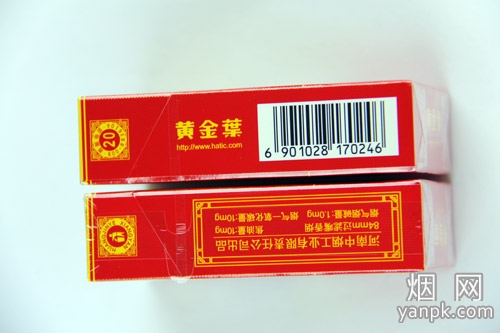 黄金葉
http://www.hatic.com
20
6 901028 170246
河南中烟工业有限责任公司出品
84mm过滤嘴香烟 焦油量:10mg
烟气烟碱量:1.0mg 烟气一氧化碳量:10mg
烟 网
yanpk.com